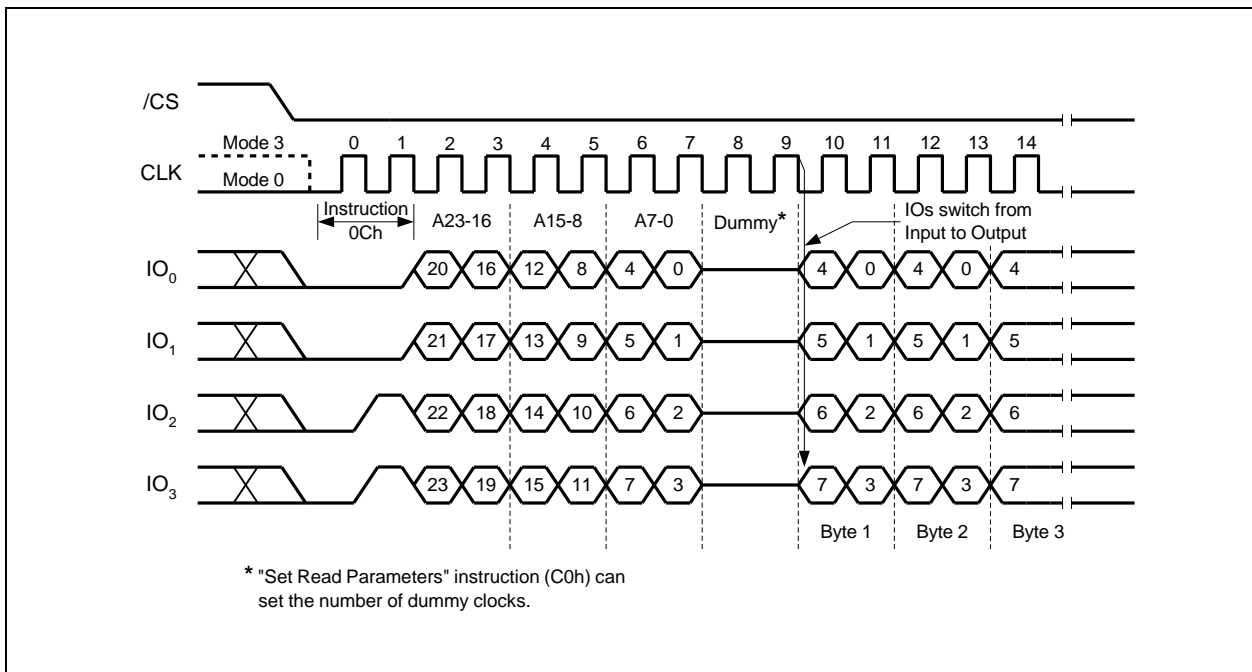 /CS
Mode 3 0 1 2 3 4 5 6 7 8 9 10 11 12 13 14
CLK
Mode 0
Instruction A23-16 A15-8 A7-0 Dummy* IOs switch from
0Ch Input to Output
IO0 20 16 12 8 4 0 4 0 4 0 4
IO1 21 17 13 9 5 1 5 1 5 1 5
IO2 22 18 14 10 6 2 6 2 6 2 6
IO3 23 19 15 11 7 3 7 3 7 3 7
Byte 1 Byte 2 Byte 3
* "Set Read Parameters" instruction (C0h) can
set the number of dummy clocks.